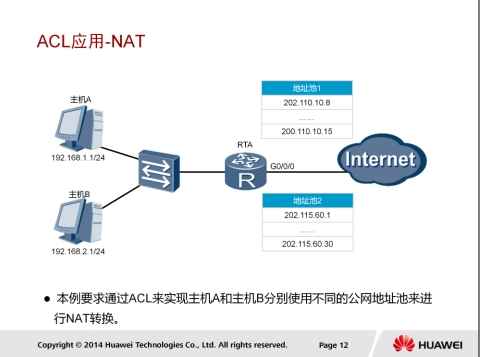 ACL应用-NAT
地址池1
202.110.10.8
……
200.110.10.15
主机A
192.168.1.1/24
RTA
G0/0/0
Internet
R
主机B
192.168.2.1/24
地址池2
202.115.60.1
……
202.115.60.30
● 本例要求通过ACL来实现主机A和主机B分别使用不同的公网地址池来进
行NAT转换。
Copyright © 2014 Huawei Technologies Co., Ltd. All rights reserved. Page 12 HUAWEI